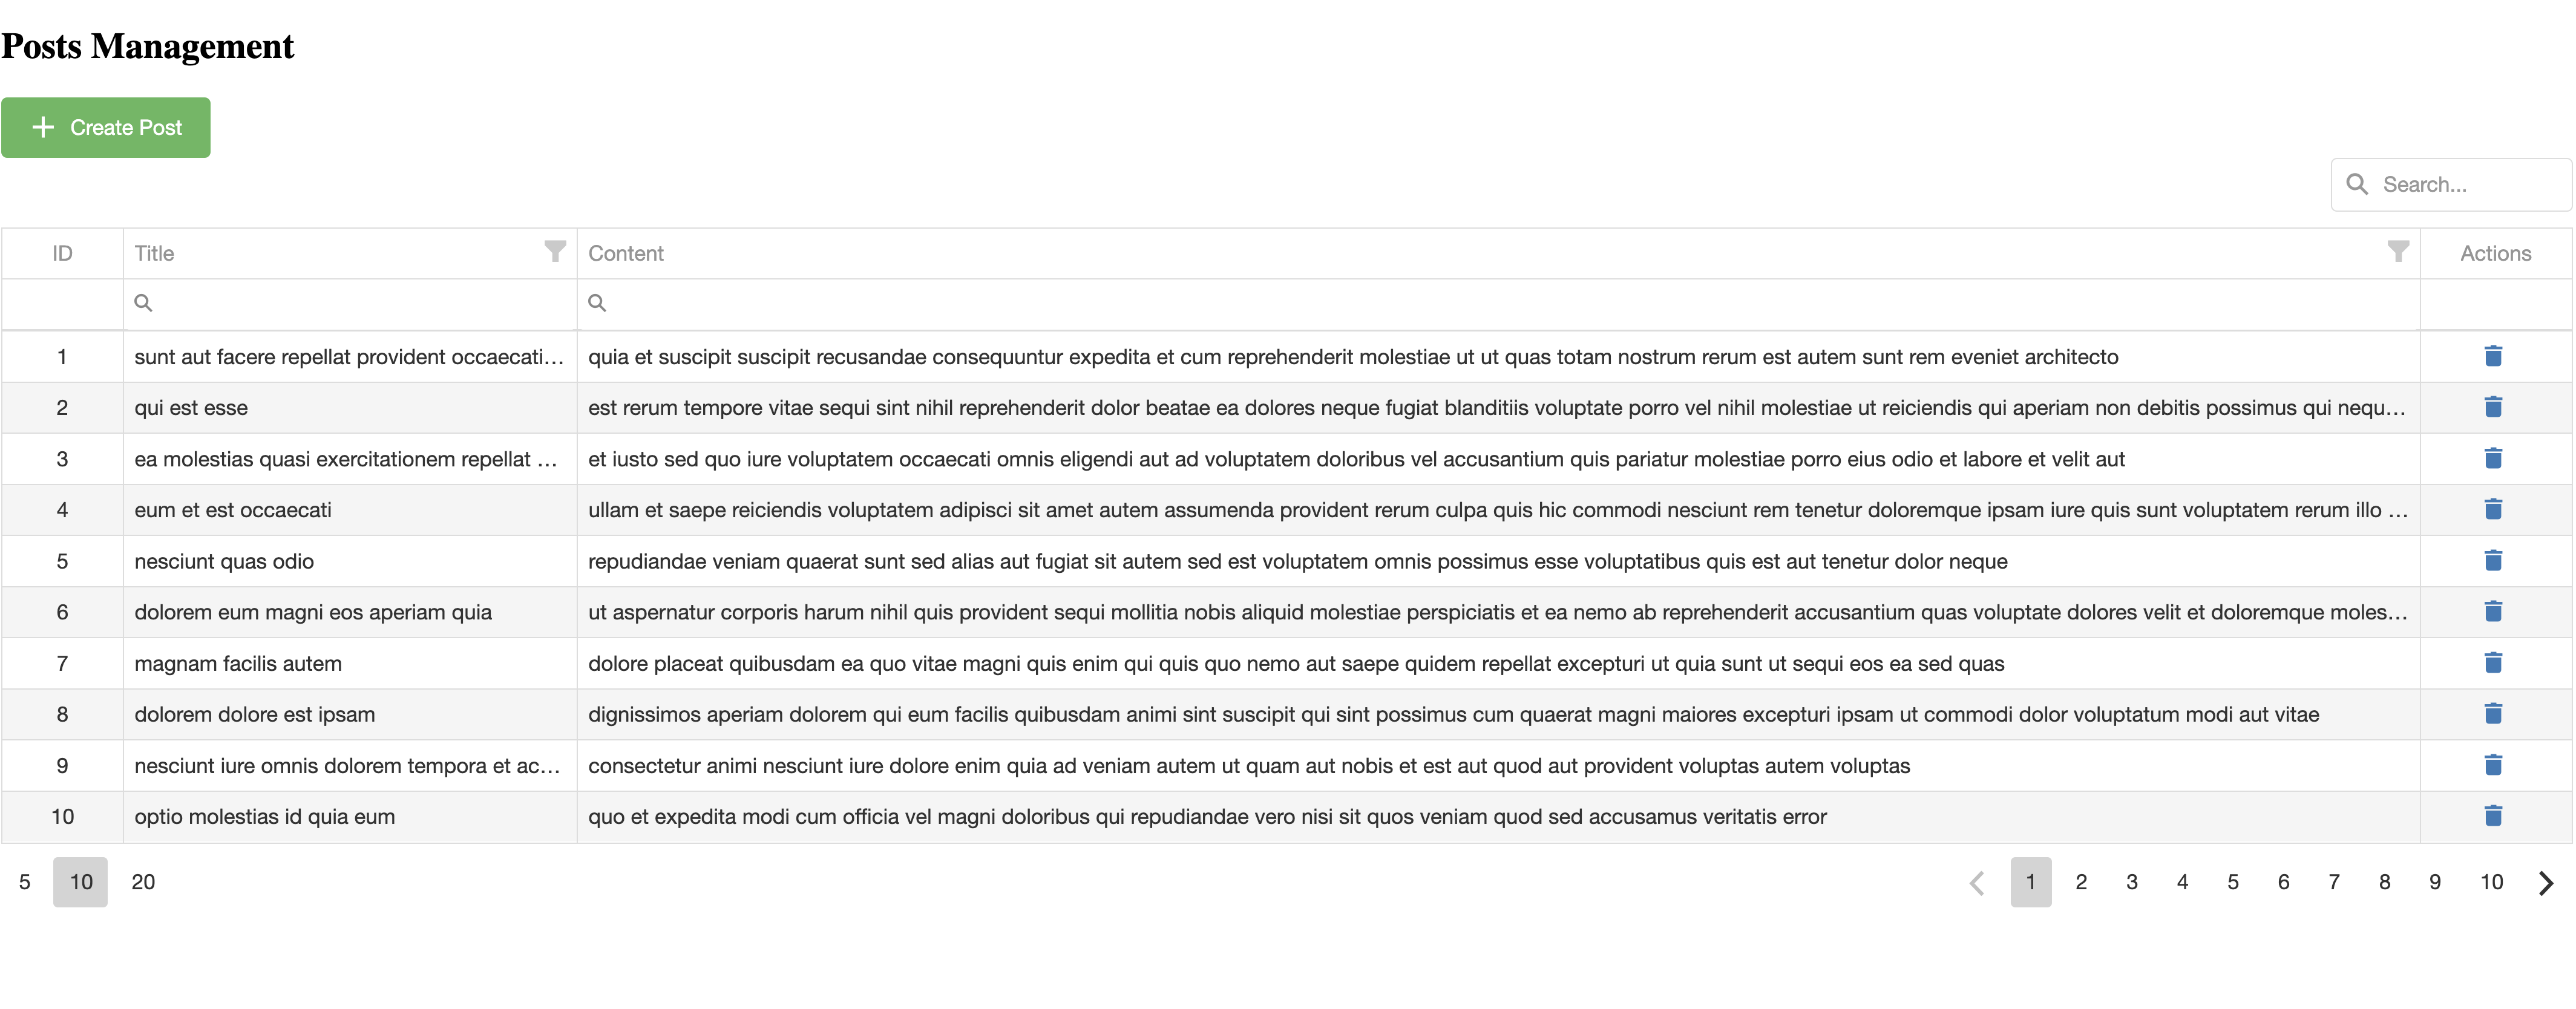 Posts Management
Create Post
Search...
ID Title Content Actions
1 sunt aut facere repellat provident occaecati... quia et suscipit suscipit recusandae consequuntur expedita et cum reprehenderit molestiae ut ut quas totam nostrum rerum est autem sunt rem eveniet architecto
2 qui est esse est rerum tempore vitae sequi sint nihil reprehenderit dolor beatae ea dolores neque fugiat blanditiis voluptate porro vel nihil molestiae ut reiciendis qui aperiam non debitis possimus qui nequ...
3 ea molestias quasi exercitationem repellat ... et iusto sed quo iure voluptatem occaecati omnis eligendi aut ad voluptatem doloribus vel accusantium quis pariatur molestiae porro eius odio et labore et velit aut
4 eum et est occaecati ullam et saepe reiciendis voluptatem adipisci sit amet autem assumenda provident rerum culpa quis hic commodi nesciunt rem tenetur doloremque ipsam iure quis sunt voluptatem rerum illo ...
5 nesciunt quas odio repudiandae veniam quaerat sunt sed alias aut fugiat sit autem sed est voluptatem omnis possimus esse voluptatibus quis est aut tenetur dolor neque
6 dolorem eum magni eos aperiam quia ut aspernatur corporis harum nihil quis provident sequi mollitia nobis aliquid molestiae perspiciatis et ea nemo ab reprehenderit accusantium quas voluptate dolores velit et doloremque moles...
7 magnam facilis autem dolore placeat quibusdam ea quo vitae magni quis enim qui quis quo nemo aut saepe quidem repellat excepturi ut quia sunt ut sequi eos ea sed quas
8 dolorem dolore est ipsam dignissimos aperiam dolorem qui eum facilis quibusdam animi sint suscipit qui sint possimus cum quaerat magni maiores excepturi ipsam ut commodi dolor voluptatum modi aut vitae
9 nesciunt iure omnis dolorem tempora et ac... consectetur animi nesciunt iure dolore enim quia ad veniam autem ut quam aut nobis et est aut quod aut provident voluptas autem voluptas
10 optio molestias id quia eum quo et expedita modi cum officia vel magni doloribus qui repudiandae vero nisi sit quos veniam quod sed accusamus veritatis error
5 10 20 1 2 3 4 5 6 7 8 9 10